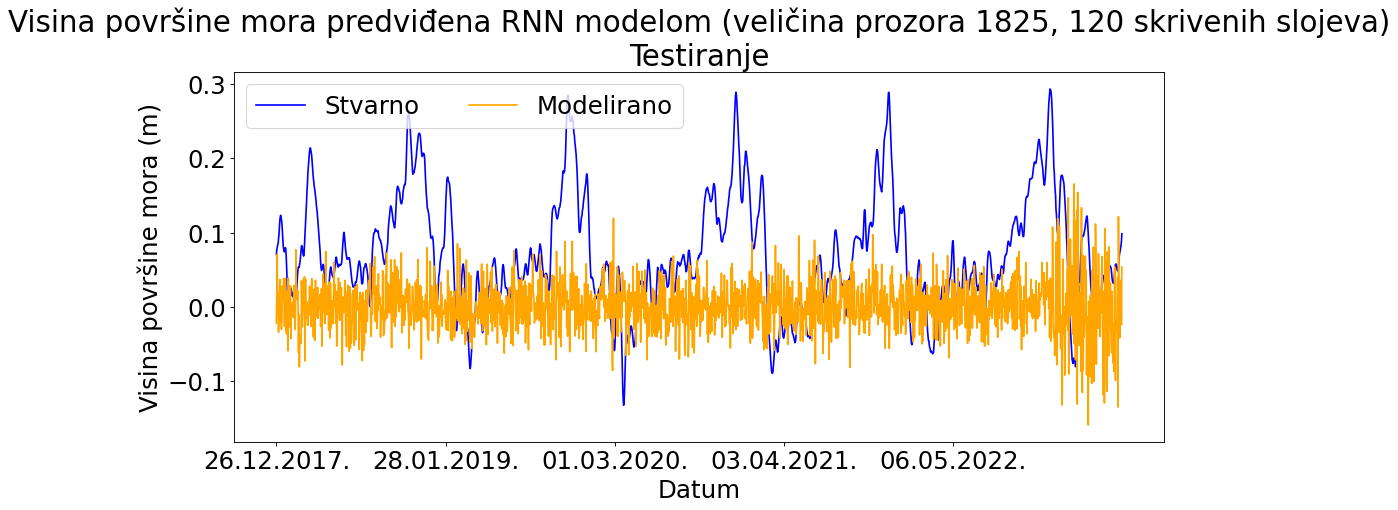 Visina površine mora predviđena RNN modelom (veličina prozora 1825, 120 skrivenih slojeva)
Testiranje
Stvarno
Modelirano
Visina površine mora (m)
0.3
0.2
0.1
0.0
−0.1
26.12.2017.
28.01.2019.
01.03.2020.
03.04.2021.
06.05.2022.
Datum